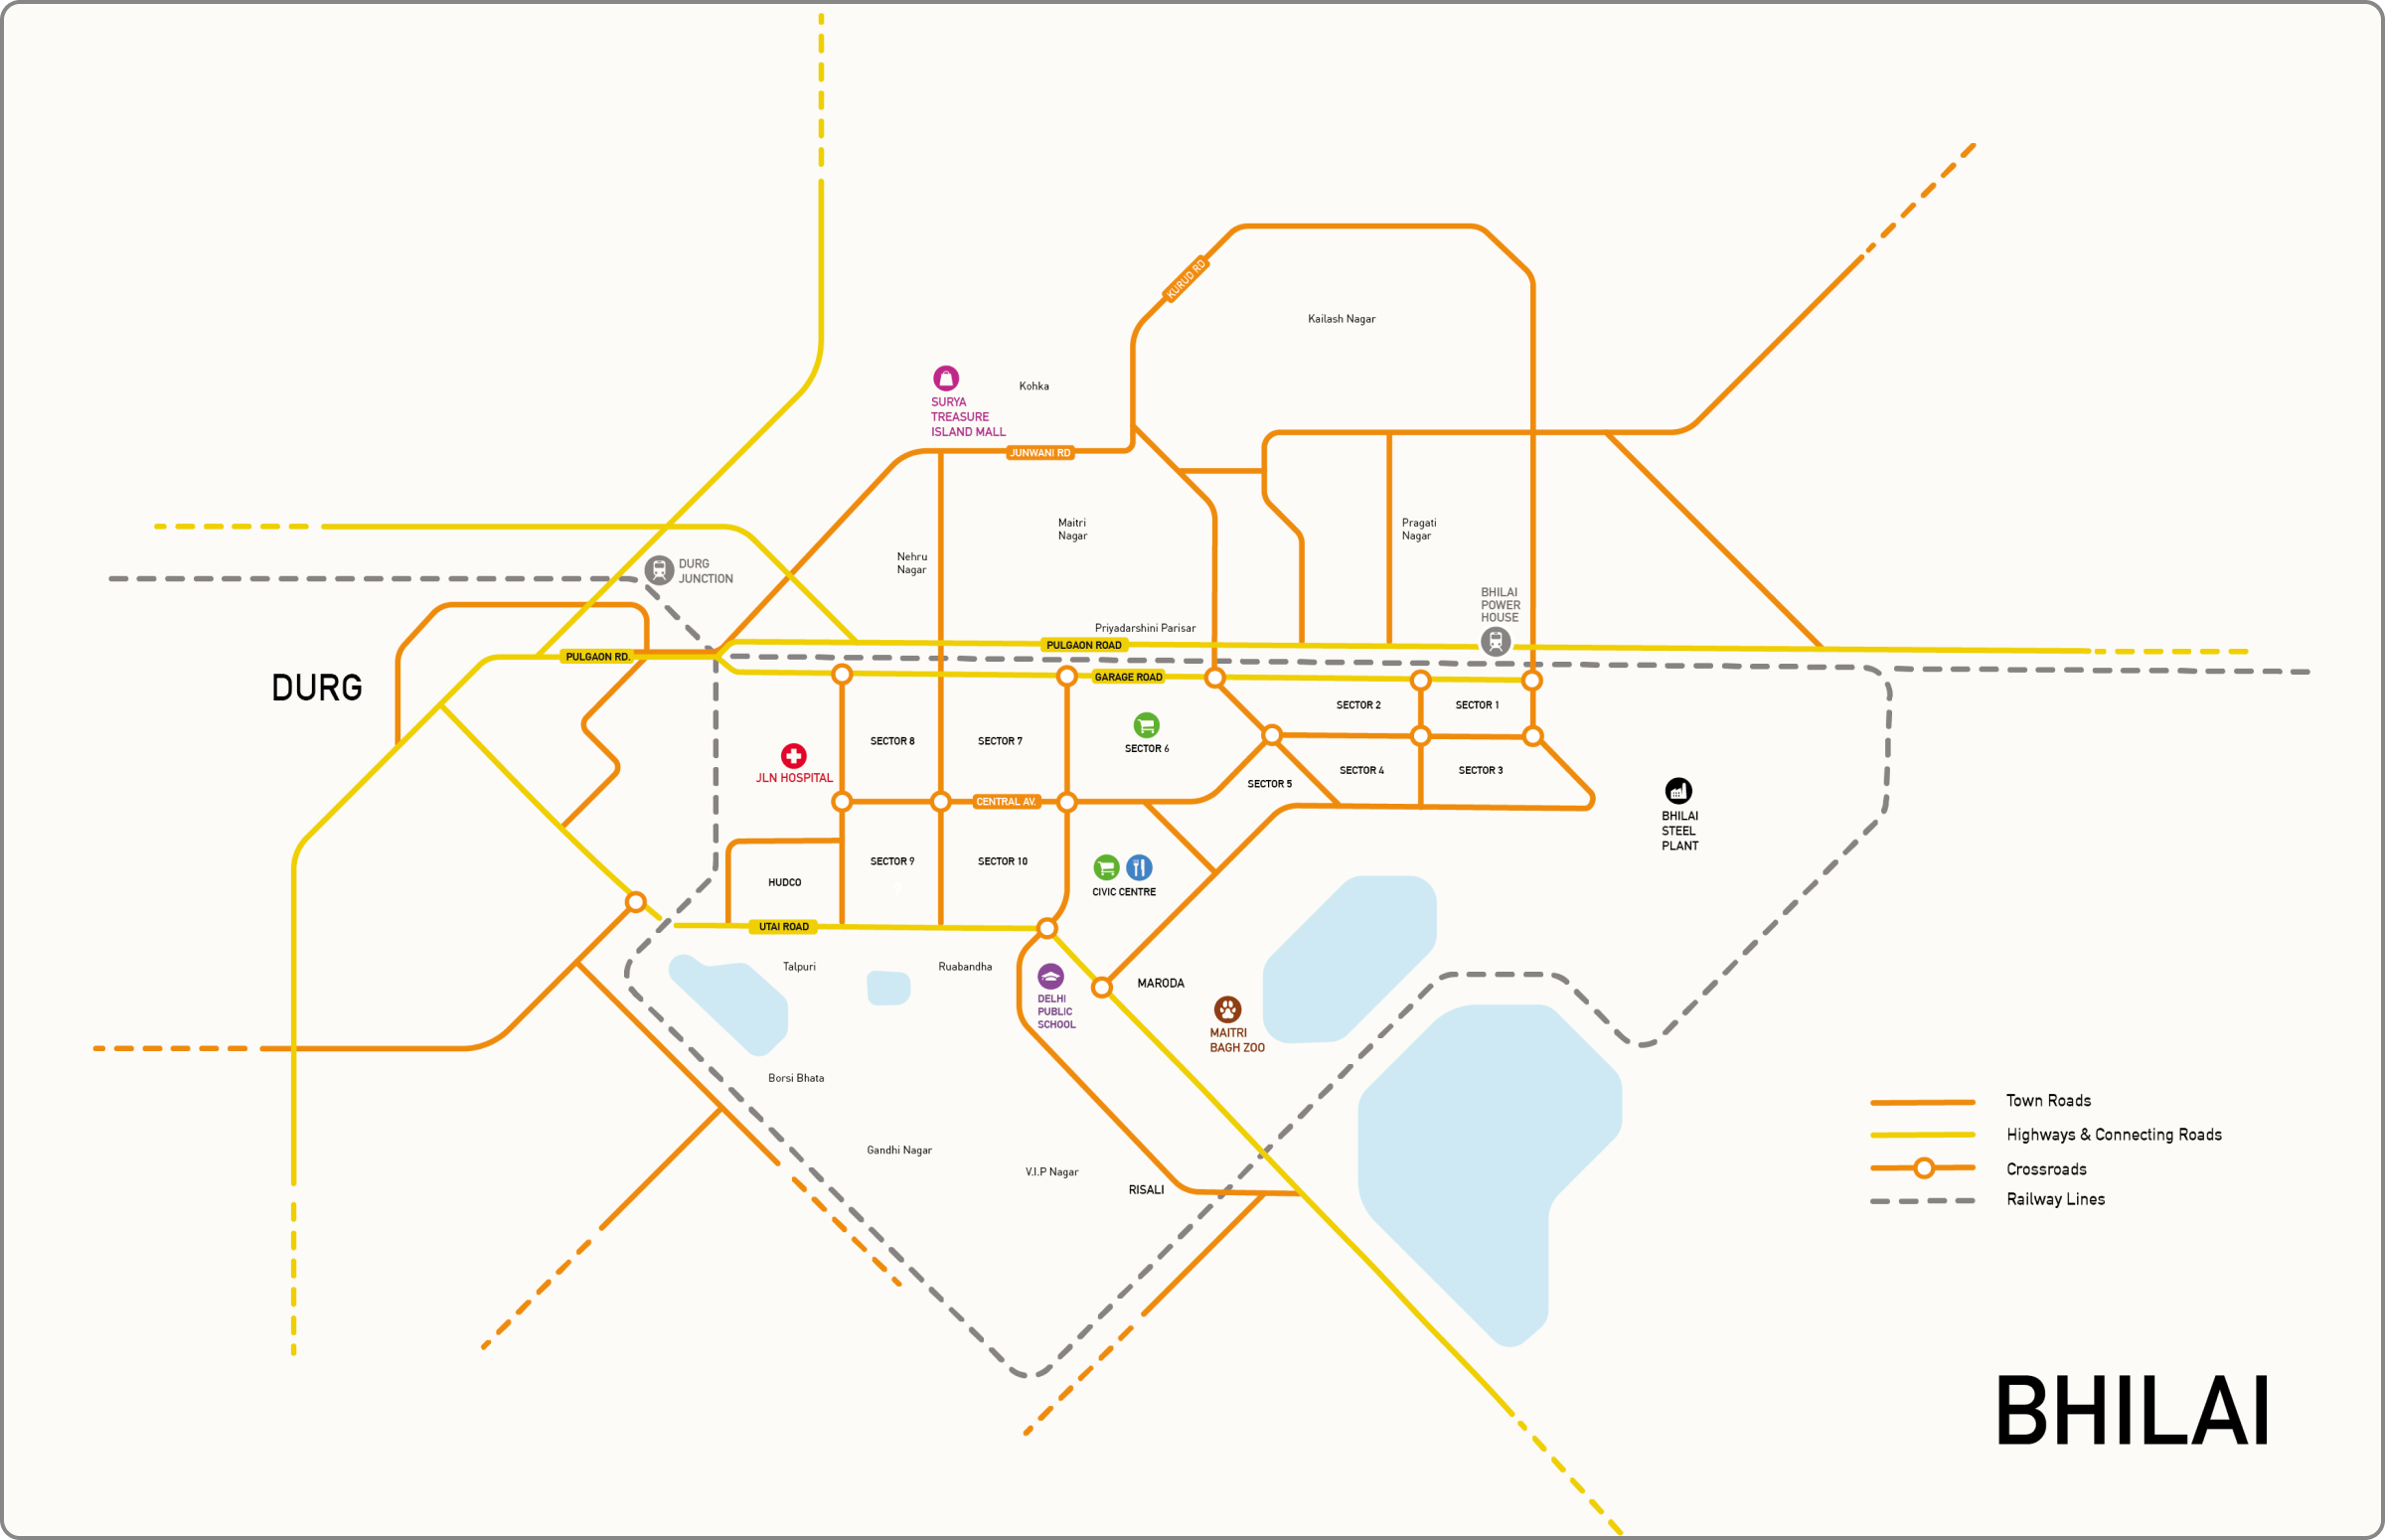 KURUD RD
Kailash Nagar
Kohka
SURYA
TREASURE
ISLAND MALL
JUNWANI RD
Maitri
Nagar
Pragati
Nagar
Nehru
Nagar
DURG
JUNCTION
BHILAI
POWER
HOUSE
Priyadarshini Parisar
PULGAON ROAD
PULGAON RD.
GARAGE ROAD
DURG
SECTOR 2
SECTOR 1
SECTOR 8
SECTOR 7
SECTOR 6
JLN HOSPITAL
SECTOR 5
SECTOR 4
SECTOR 3
CENTRAL AV.
BHILAI
STEEL
PLANT
HUDCO
SECTOR 9
SECTOR 10
CIVIC CENTRE
UTAI ROAD
Talpuri
Ruabandha
DELHI
PUBLIC
SCHOOL
MARODA
MAITRI
BAGH ZOO
Borsi Bhata
Gandhi Nagar
V.I.P Nagar
RISALI
Town Roads
Highways & Connecting Roads
Crossroads
Railway Lines
BHILAI